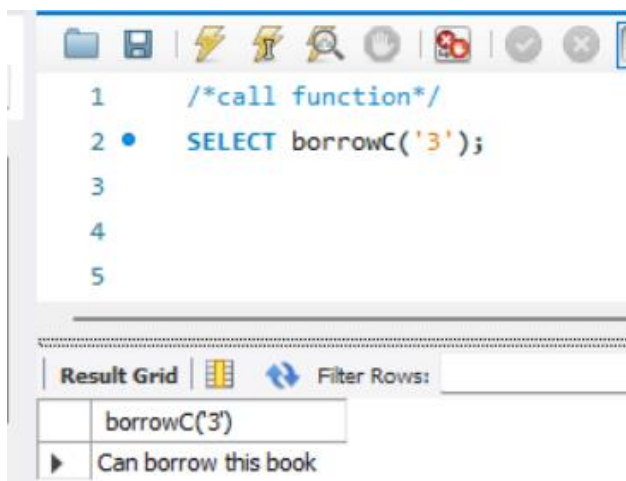 1 /*call function*/
2 SELECT borrowC('3');
3
4
5
Result Grid Filter Rows:
borrowC('3')
Can borrow this book